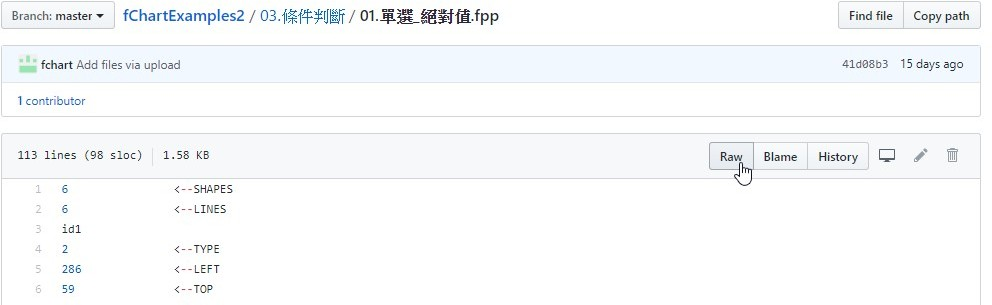 Branch: master fChartExamples2 / 03.條件判斷 / 01.單選_絕對值.fpp Find file Copy path
fchart Add files via upload 41d08b3 15 days ago
1 contributor
113 lines (98 sloc) 1.58 KB Raw Blame History
1 6 <--SHAPES
2 6 <--LINES
3 id1
4 2 <--TYPE
5 286 <--LEFT
6 59 <--TOP